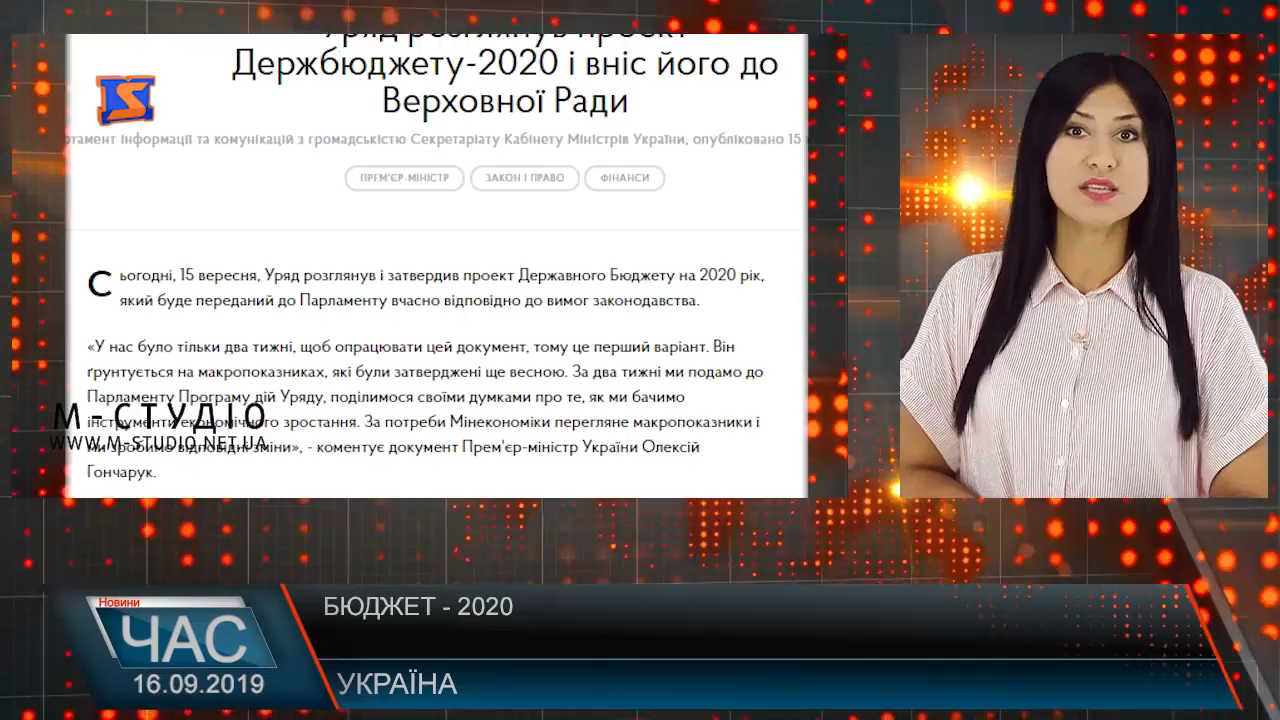 Уряд розглянув проект
Держбюджету-2020 і вніс його до
Верховної Ради
тамент інформації та комунікацій з громадськістю Секретаріату Кабінету Міністрів України, опубліковано 15
ПРЕМ'ЄР-МІНІСТР ЗАКОН І ПРАВО ФІНАНСИ
Сьогодні, 15 вересня, Уряд розглянув і затвердив проект Державного Бюджету на 2020 рік,
який буде переданий до Парламенту вчасно відповідно до вимог законодавства.
«У нас було тільки два тижні, щоб опрацювати цей документ, тому це перший варіант. Він
ґрунтується на макропоказниках, які були затверджені ще весною. За два тижні ми подамо до
Парламенту Програму дій Уряду, поділимося своїми думками про те, як ми бачимо
інструменти економічного зростання. За потреби Мінекономіки перегляне макропоказники і
ми зробимо відповідні зміни», - коментує документ Прем'єр-міністр України Олексій
Гончарук.
М-СТУДІО
WWW.M-STUDIO.NET.UA
Новини
ЧАС
16.09.2019
БЮДЖЕТ - 2020
УКРАЇНА